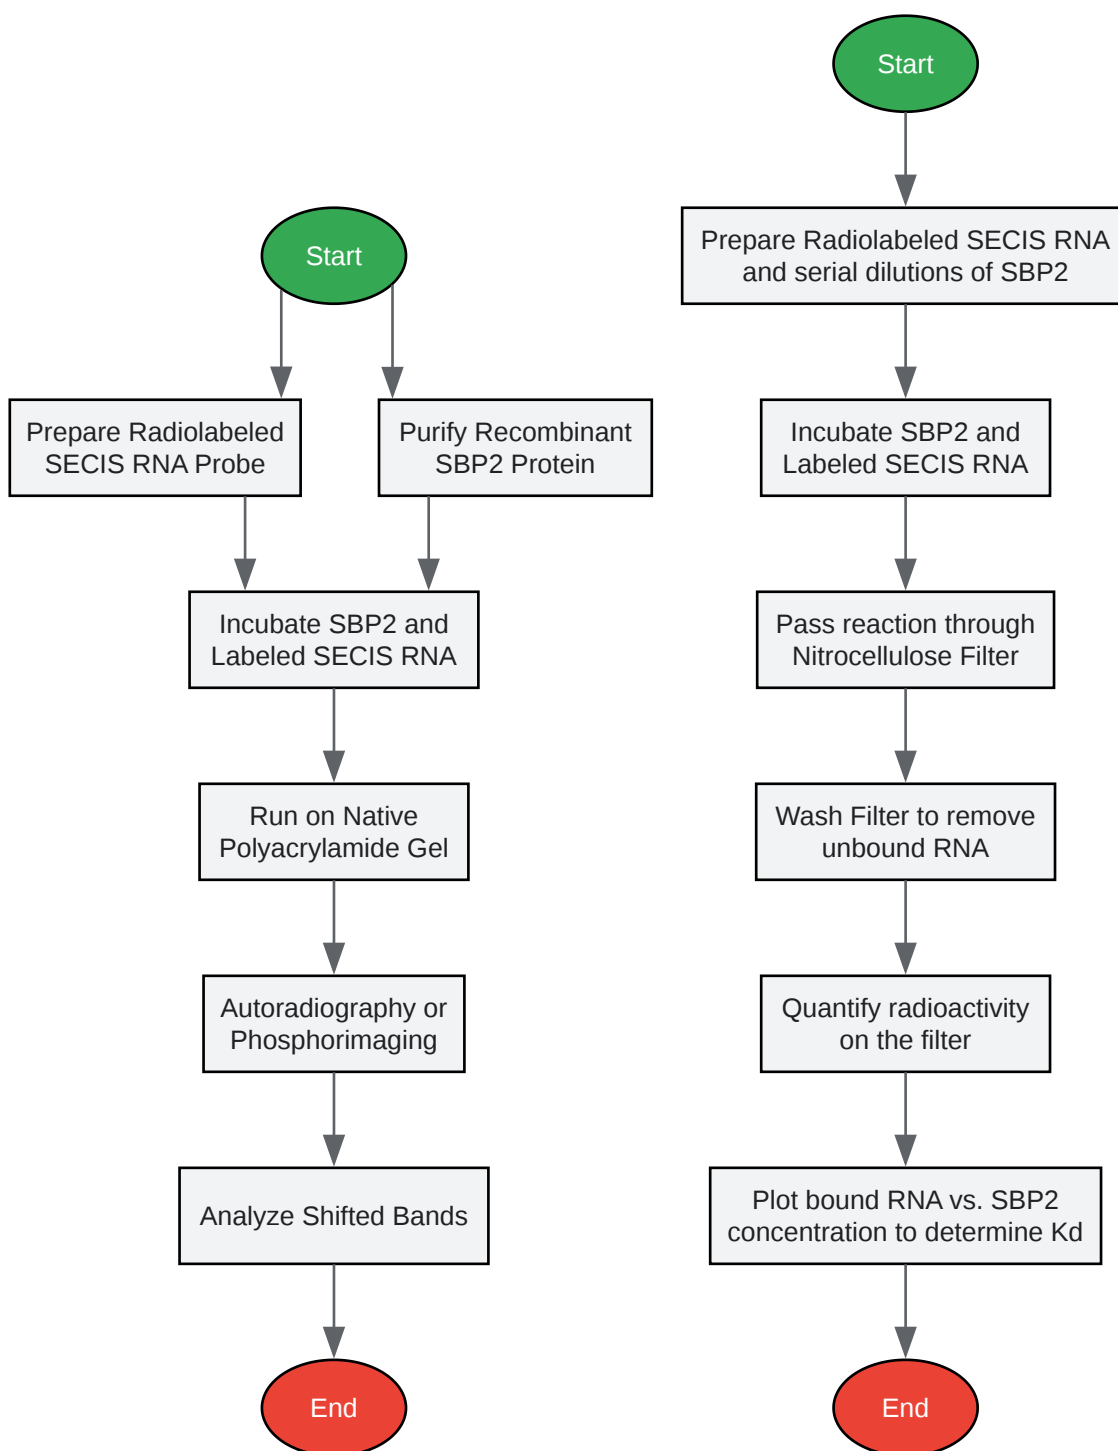 Start
Prepare Radiolabeled
SECIS RNA Probe
Purify Recombinant
SBP2 Protein
Incubate SBP2 and
Labeled SECIS RNA
Run on Native
Polyacrylamide Gel
Autoradiography or
Phosphorimaging
Analyze Shifted Bands
End
Start
Prepare Radiolabeled SECIS RNA
and serial dilutions of SBP2
Incubate SBP2 and
Labeled SECIS RNA
Pass reaction through
Nitrocellulose Filter
Wash Filter to remove
unbound RNA
Quantify radioactivity
on the filter
Plot bound RNA vs. SBP2
concentration to determine Kd
End